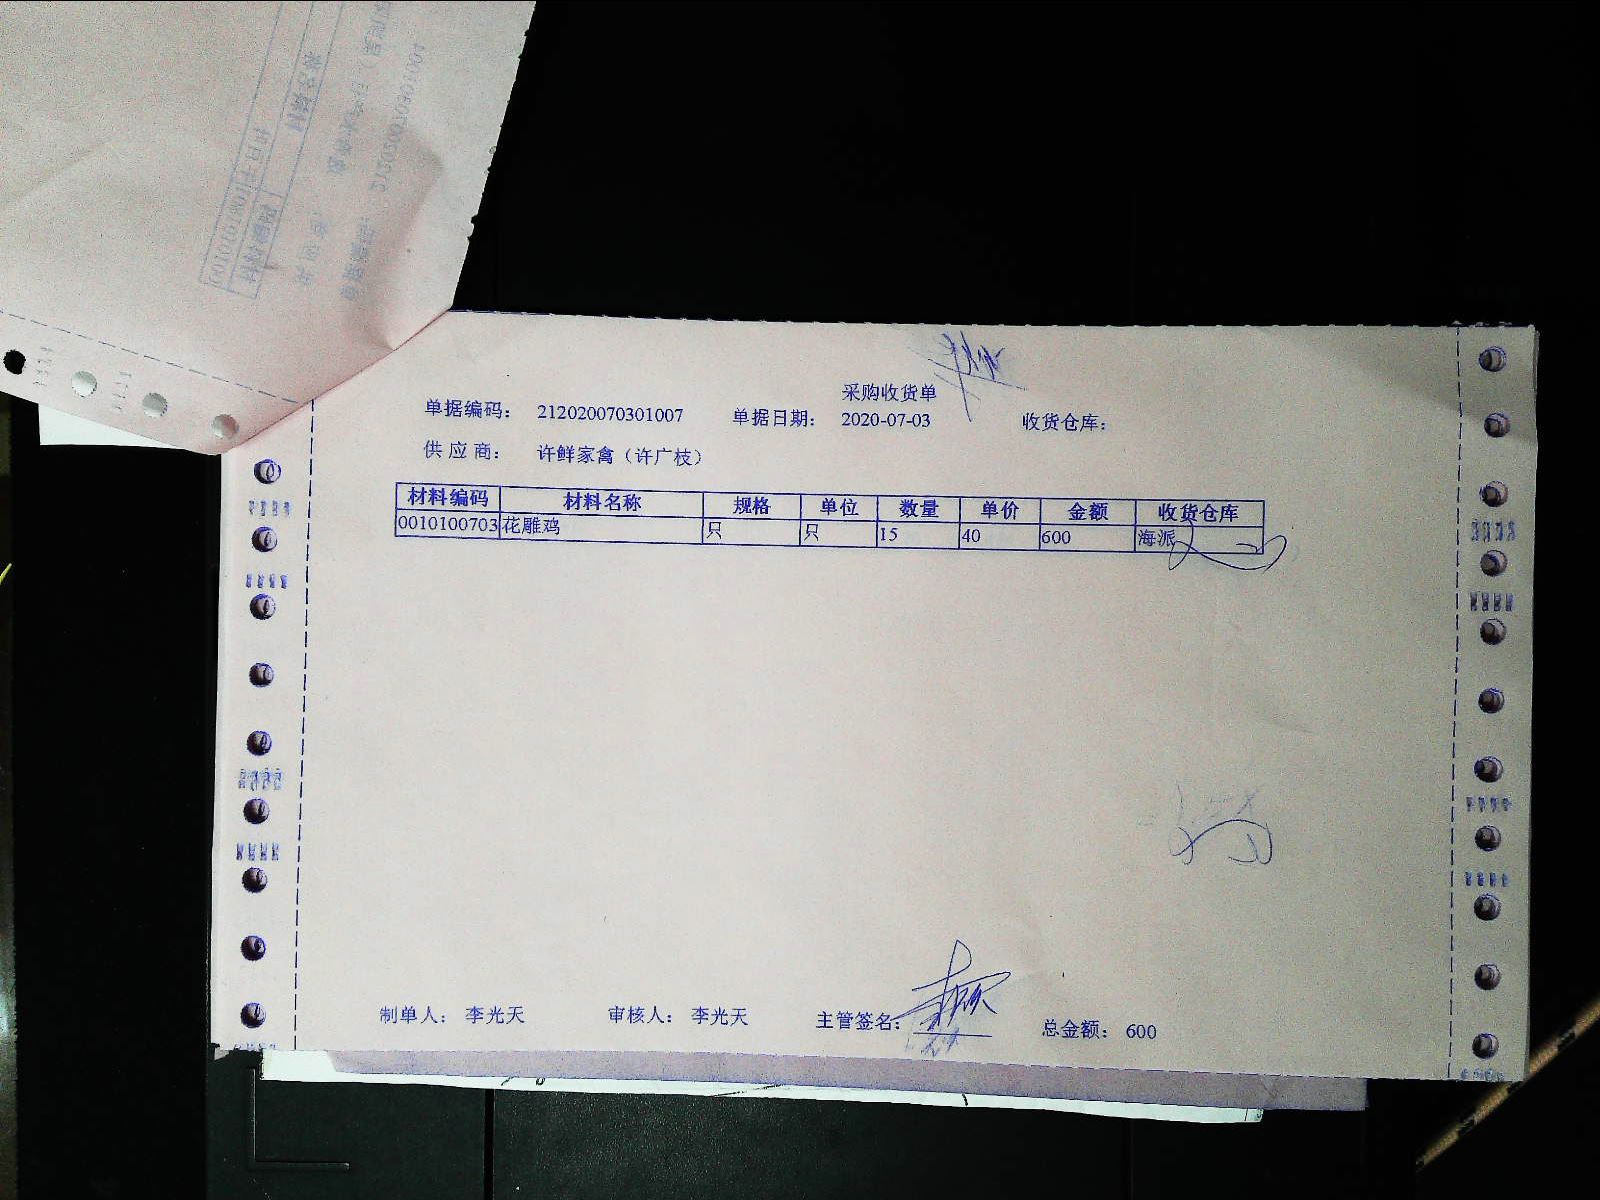 采购收货单
单据编码： 212020070301007 单据日期： 2020-07-03 收货仓库：
供 应 商： 许鲜家禽（许广枝）
材料编码 材料名称 规格 单位 数量 单价 金额 收货仓库
0010100703 花雕鸡 只 只 15 40 600 海派
制单人： 李光天 审核人： 李光天 主管签名： 总金额： 600